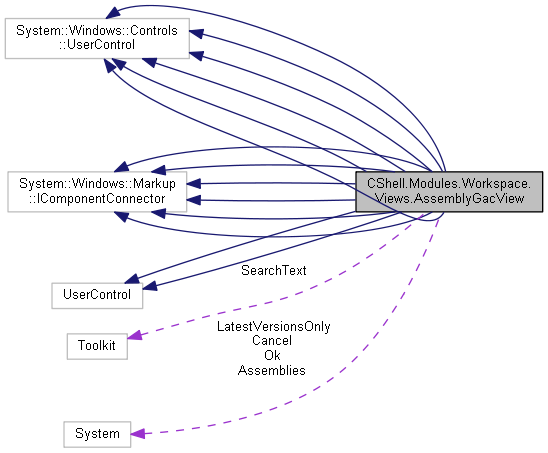 System::Windows::Controls
::UserControl
System::Windows::Markup
::IComponentConnector
CShell.Modules.Workspace.
Views.AssemblyGacView
UserControl
SearchText
Toolkit
LatestVersionsOnly
Cancel
Ok
Assemblies
System